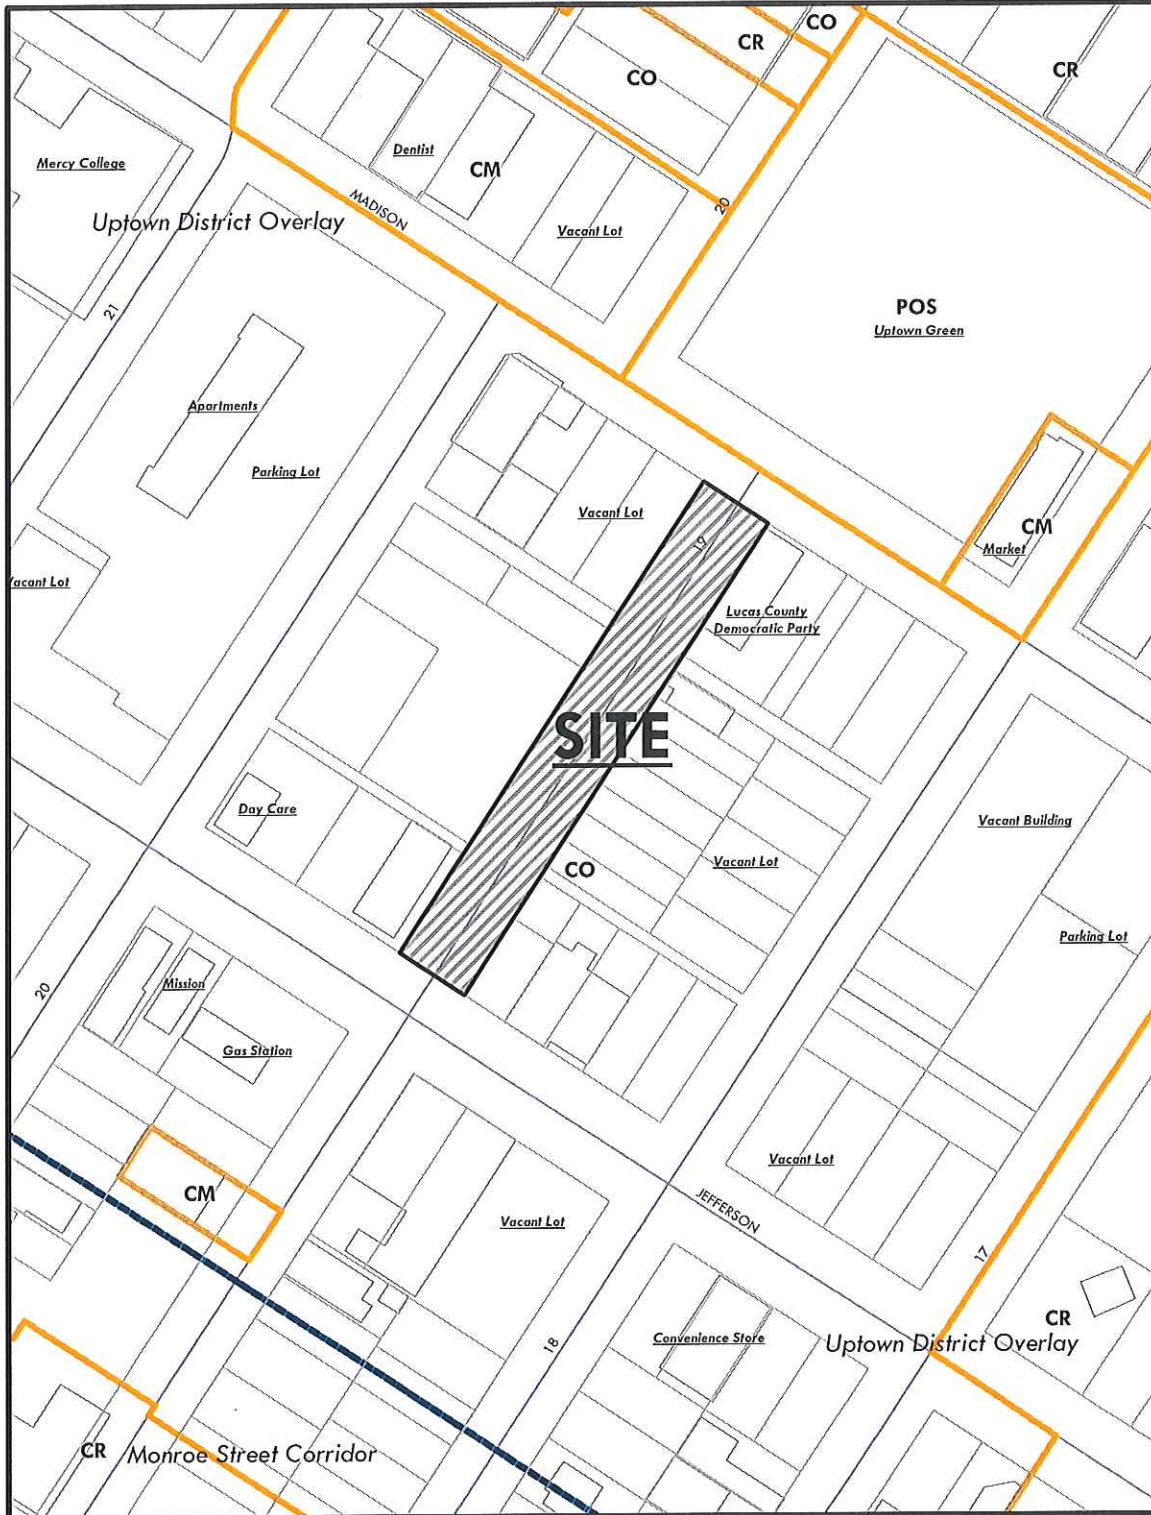 CO
CR
CR
CO
Dentist
CM
Mercy College
MADISON
Uptown District Overlay
20
Vacant Lot
21
POS
Uptown Green
Apartments
Parking Lot
Vacant Lot
CM
Market
19
Vacant Lot
Lucas County
Democratic Party
SITE
Day Care
Vacant Building
CO
Vacant Lot
Parking Lot
Mission
20
Gas Station
Vacant Lot
CM
JEFFERSON
Vacant Lot
17
18
CR
Convenience Store
Uptown District Overlay
CR
Monroe Street Corridor